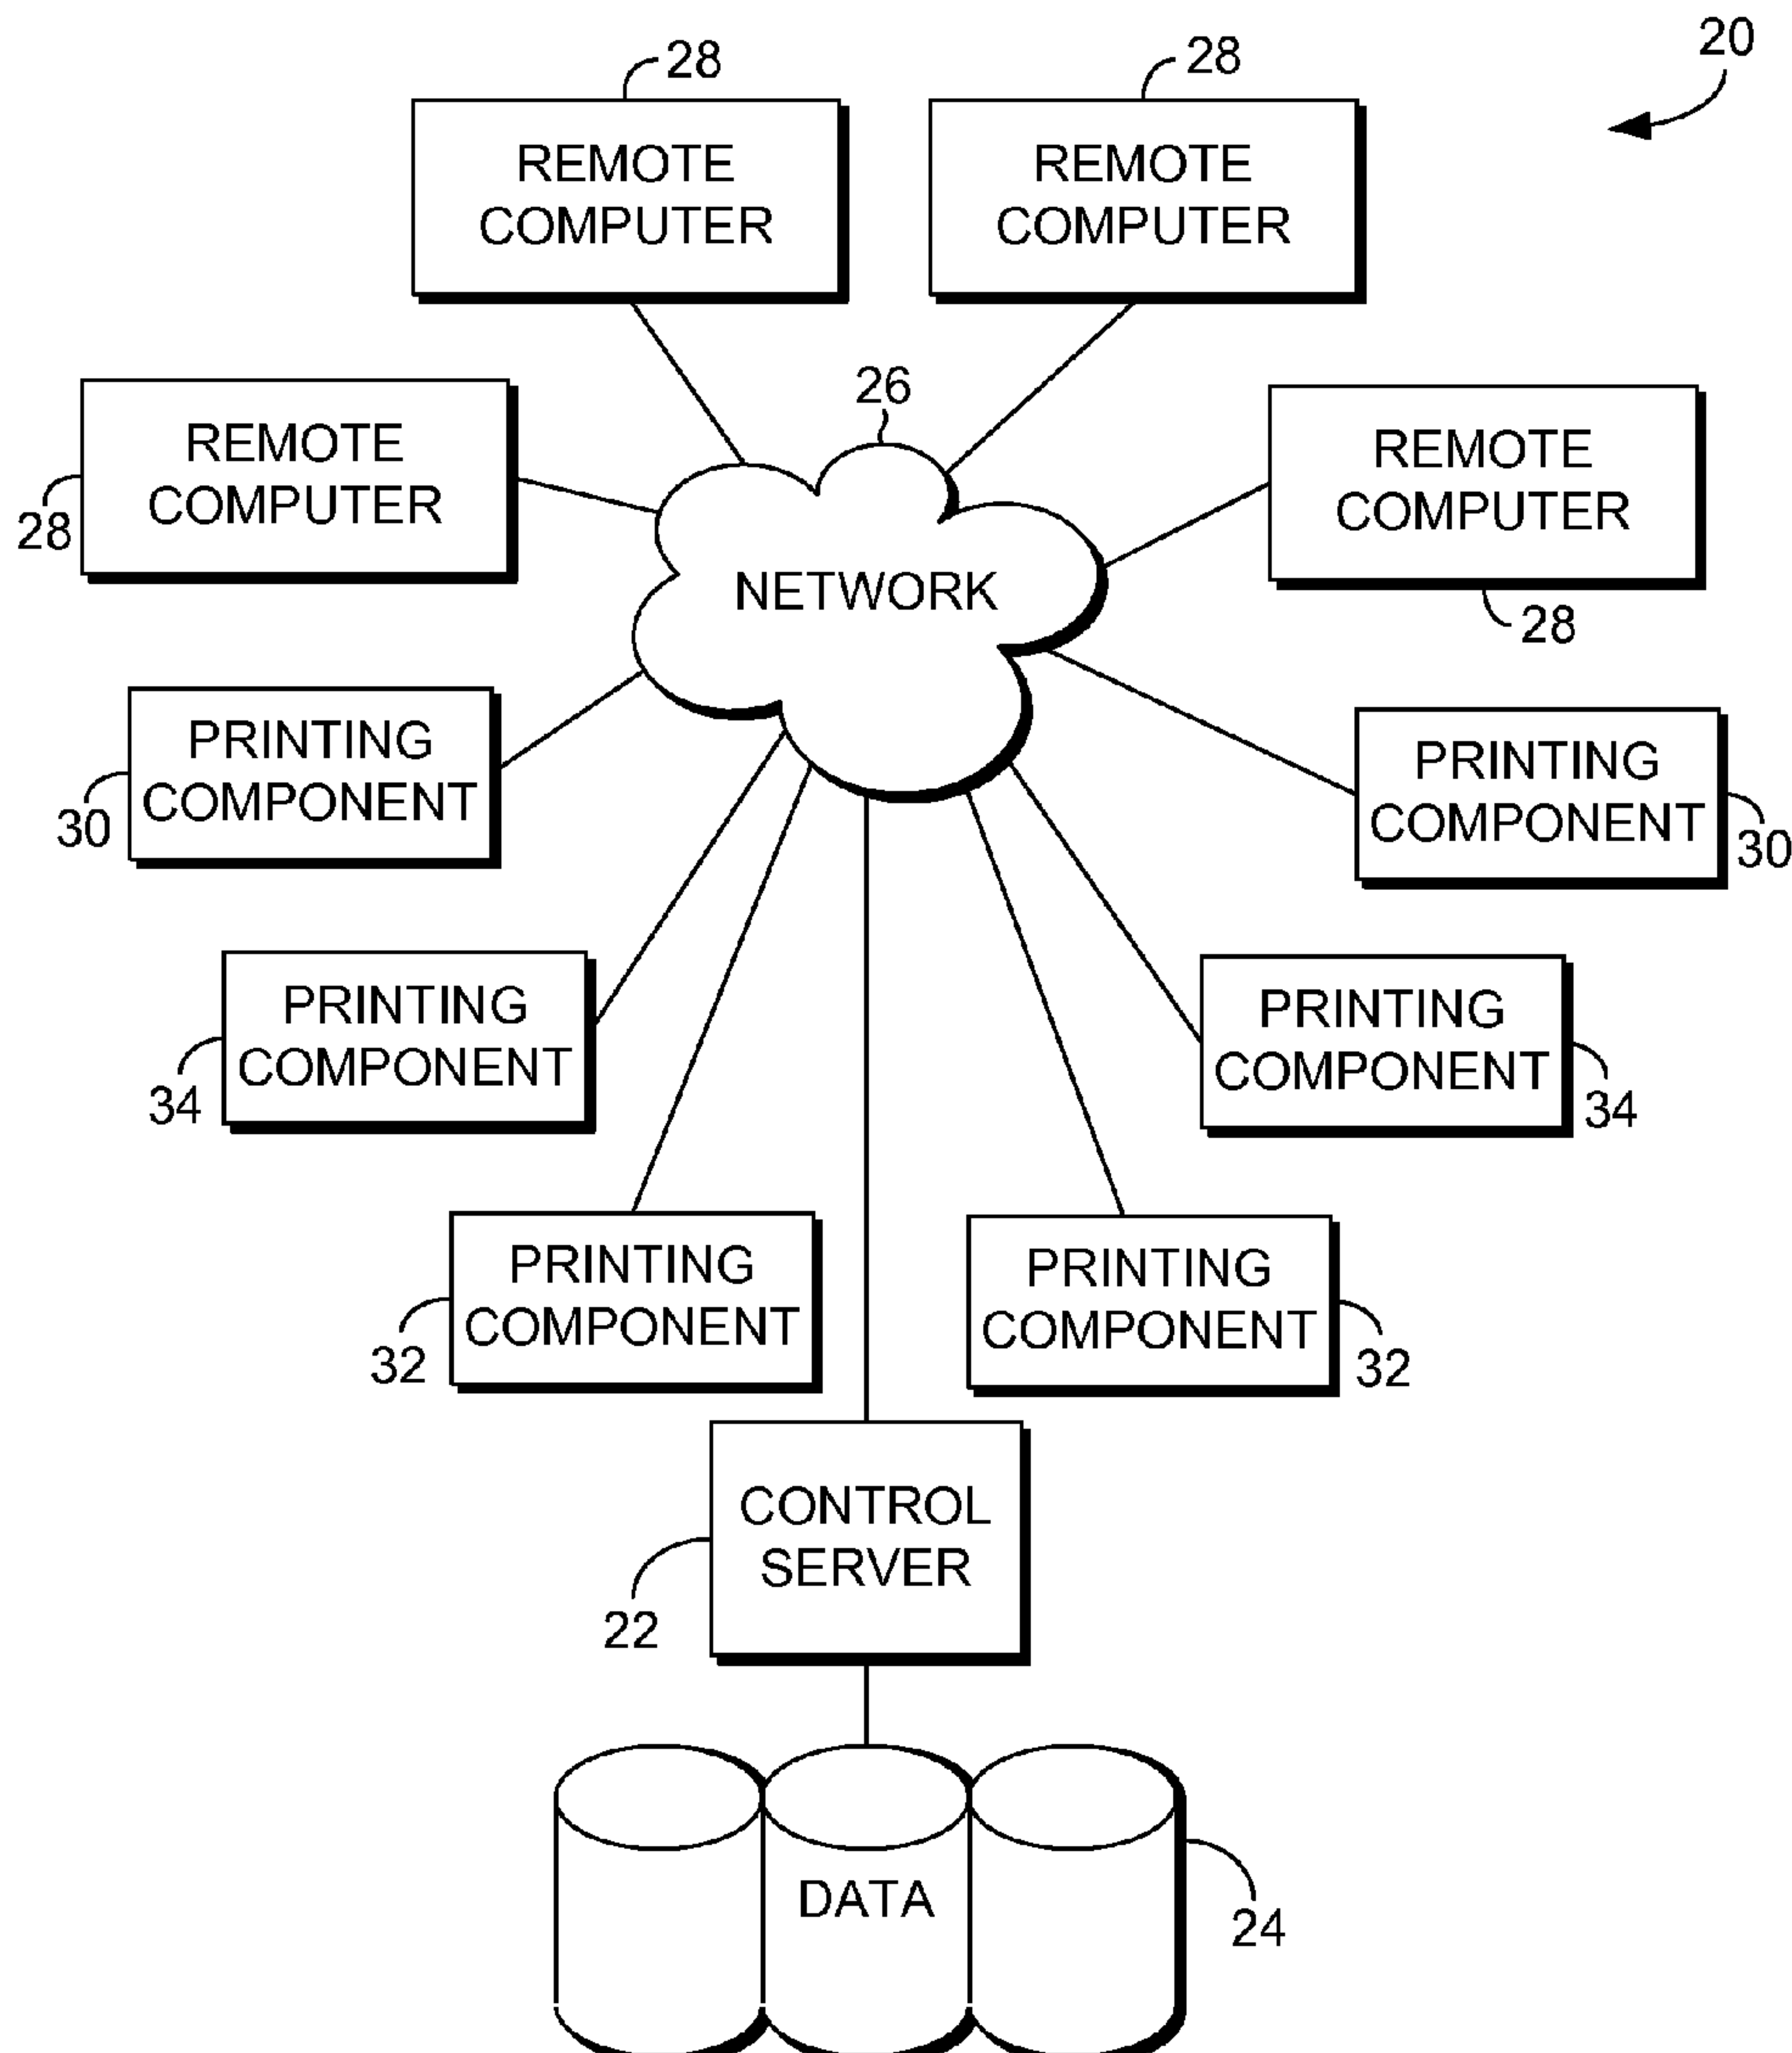 20
28
28
REMOTE
COMPUTER
REMOTE
COMPUTER
26
REMOTE
COMPUTER
28
REMOTE
COMPUTER
28
NETWORK
PRINTING
COMPONENT
30
PRINTING
COMPONENT
30
PRINTING
COMPONENT
34
PRINTING
COMPONENT
34
PRINTING
COMPONENT
32
PRINTING
COMPONENT
32
CONTROL
SERVER
22
DATA
24